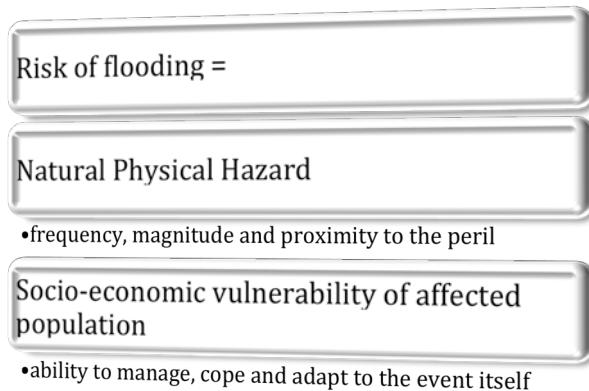 Risk of flooding =
Natural Physical Hazard
•frequency, magnitude and proximity to the peril
Socio-economic vulnerability of affected
population
•ability to manage, cope and adapt to the event itself